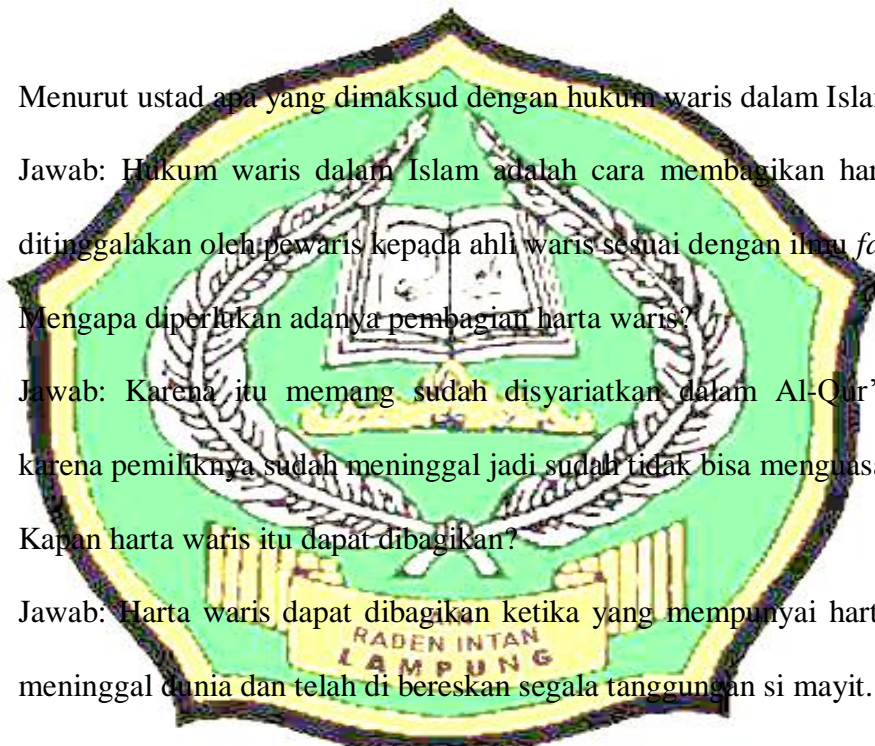 Menurut ustad apa yang dimaksud dengan hukum waris dalam Islam
Jawab: Hukum waris dalam Islam adalah cara membagikan har
ditinggalakan oleh pewaris kepada ahli waris sesuai dengan ilmu fa
Mengapa diperlukan adanya pembagian harta waris?
Jawab: Karena itu memang sudah disyariatkan dalam Al-Qur’
karena pemiliknya sudah meninggal jadi sudah tidak bisa menguasa
Kapan harta waris itu dapat dibagikan?
Jawab: Harta waris dapat dibagikan ketika yang mempunyai hart
RADEN INTAN
LAMPUNG
meninggal dunia dan telah di bereskan segala tanggungan si mayit.